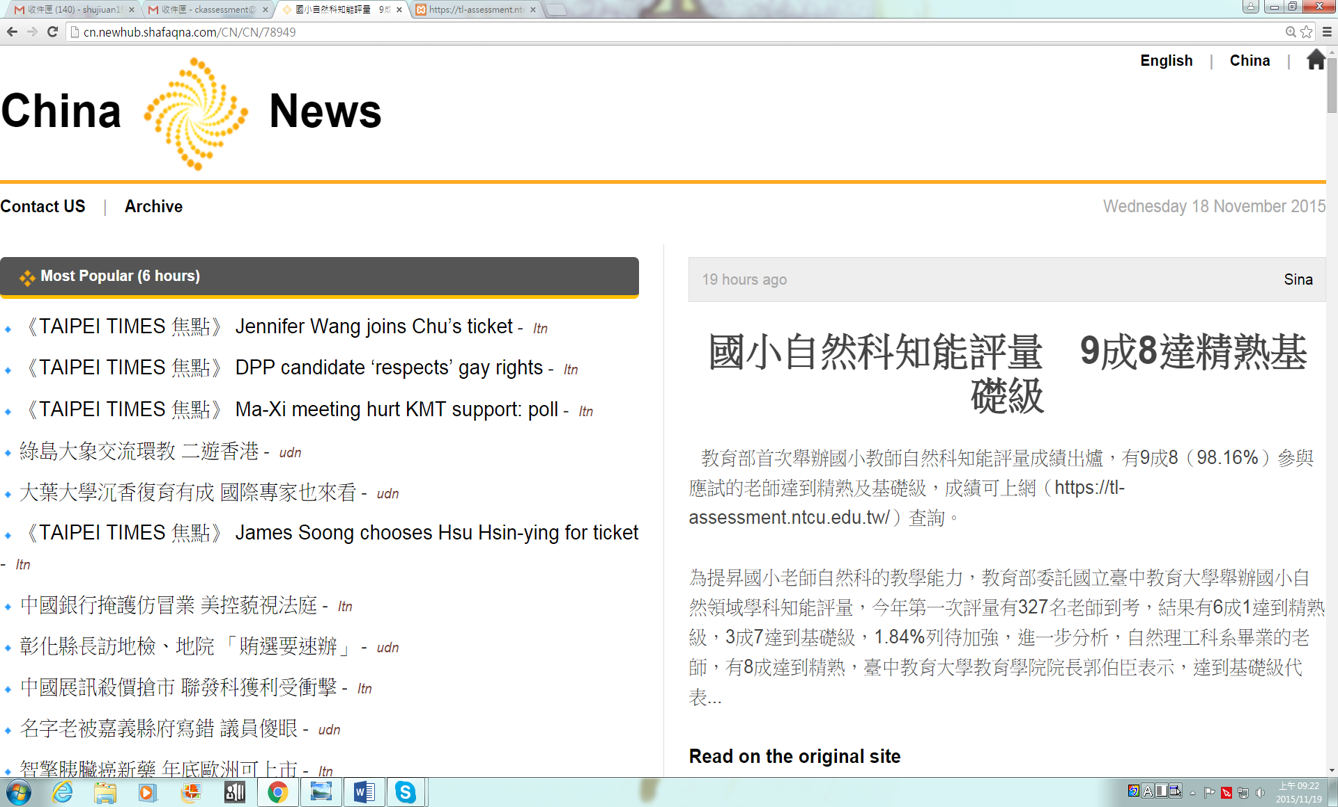 收件匣 (140) - shujiuan1
收件匣 - ckassessment@
國小自然科知能評量　9成
https://tl-assessment.nt
cn.newhub.shafaqna.com/CN/CN/78949
English | China |
China News
Contact US | Archive
Wednesday 18 November 2015
Most Popular (6 hours)
《TAIPEI TIMES 焦點》 Jennifer Wang joins Chu’s ticket - ltn
《TAIPEI TIMES 焦點》 DPP candidate ‘respects’ gay rights - ltn
《TAIPEI TIMES 焦點》 Ma-Xi meeting hurt KMT support: poll - ltn
綠島大象交流環教 二遊香港 - udn
大葉大學沉香復育有成 國際專家也來看 - udn
《TAIPEI TIMES 焦點》 James Soong chooses Hsu Hsin-ying for ticket
- ltn
中國銀行掩護仿冒業 美控藐視法庭 - ltn
彰化縣長訪地檢、地院 「賄選要速辦」 - udn
中國展訊殺價搶市 聯發科獲利受衝擊 - ltn
名字老被嘉義縣府寫錯 議員傻眼 - udn
智擎胰臟癌新藥 年底歐洲可上市 - ltn
19 hours ago
Sina
國小自然科知能評量　9成8達精熟基
礎級
教育部首次舉辦國小教師自然科知能評量成績出爐，有9成8（98.16%）參與
應試的老師達到精熟及基礎級，成績可上網（https://tl-
assessment.ntcu.edu.tw/）查詢。
為提昇國小老師自然科的教學能力，教育部委託國立臺中教育大學舉辦國小自
然領域學科知能評量，今年第一次評量有327名老師到考，結果有6成1達到精熟
級，3成7達到基礎級，1.84%列待加強，進一步分析，自然理工科系畢業的老
師，有8成達到精熟，臺中教育大學教育學院院長郭伯臣表示，達到基礎級代
表...
Read on the original site
上午 09:22
2015/11/19